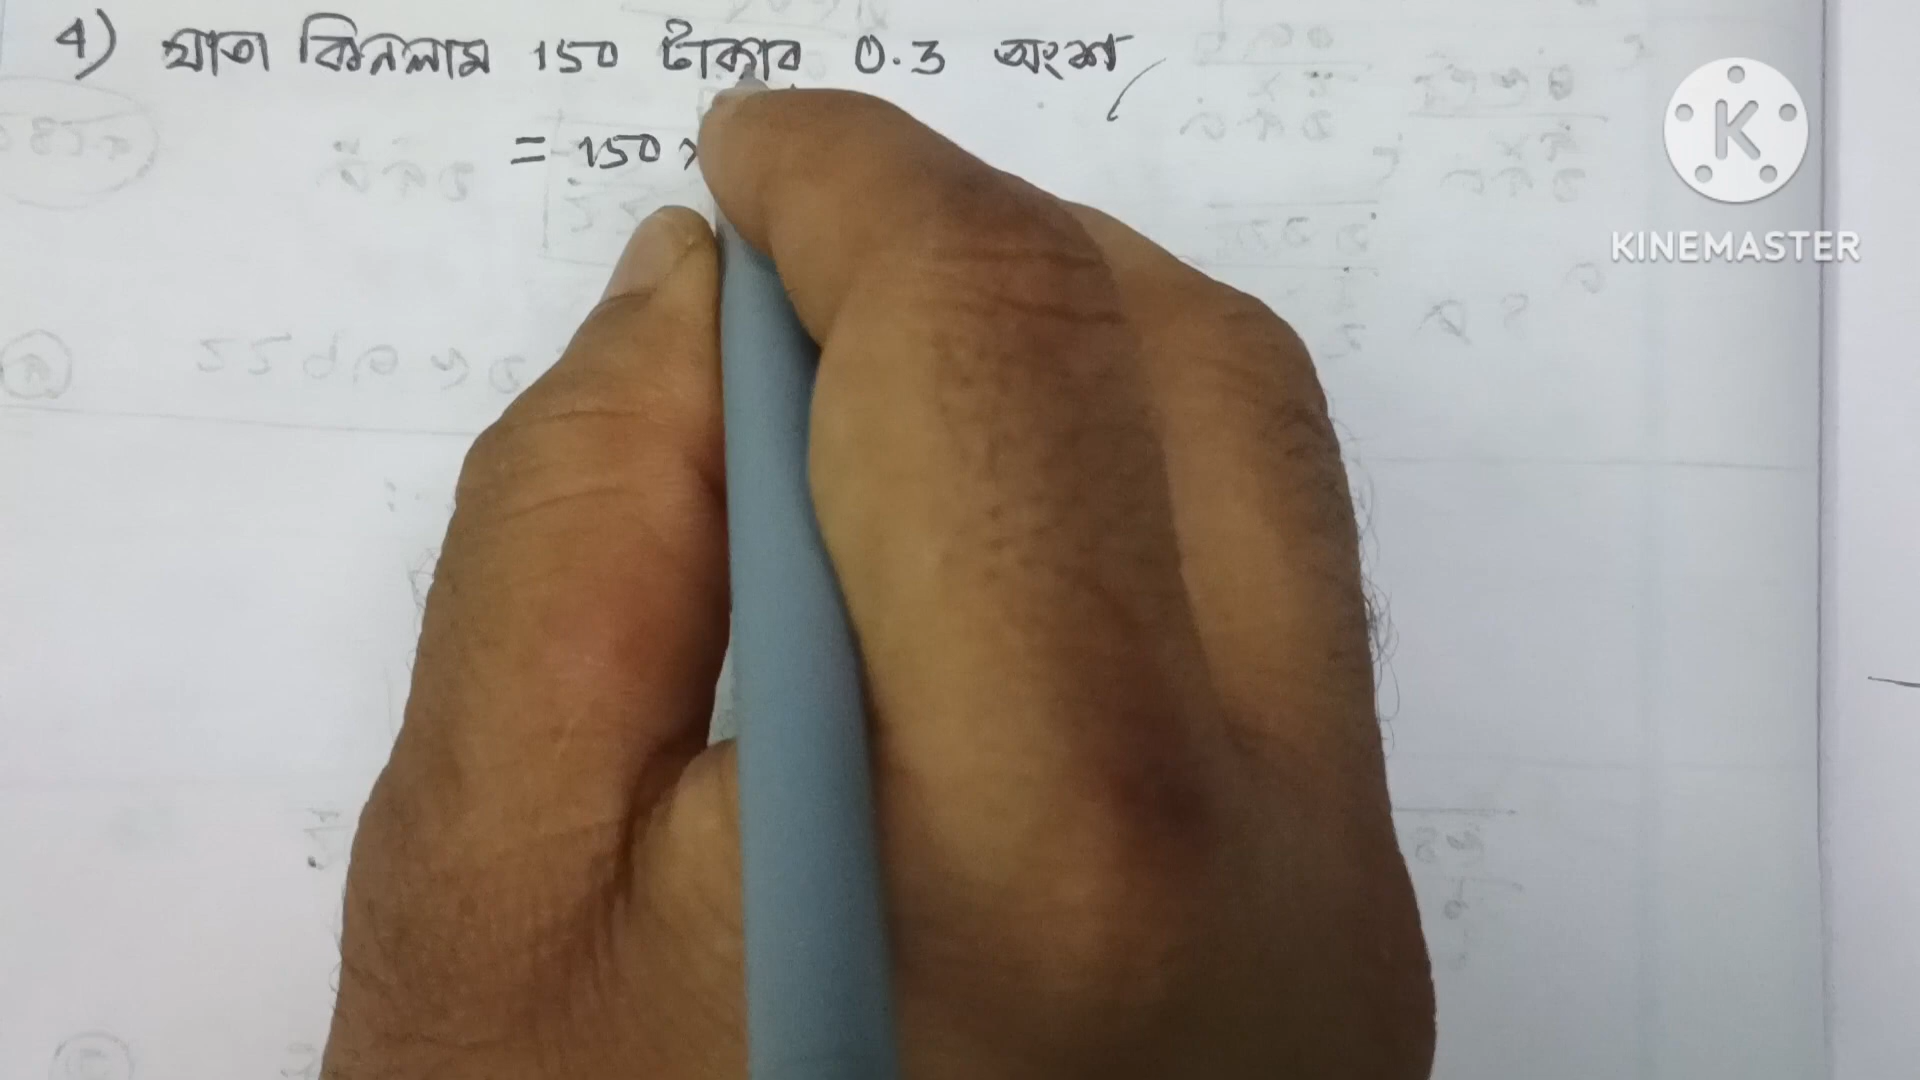 4) খাতা কিনলাম 150 টাকার 0.3 অংশ
= 150 ×
KINEMASTER